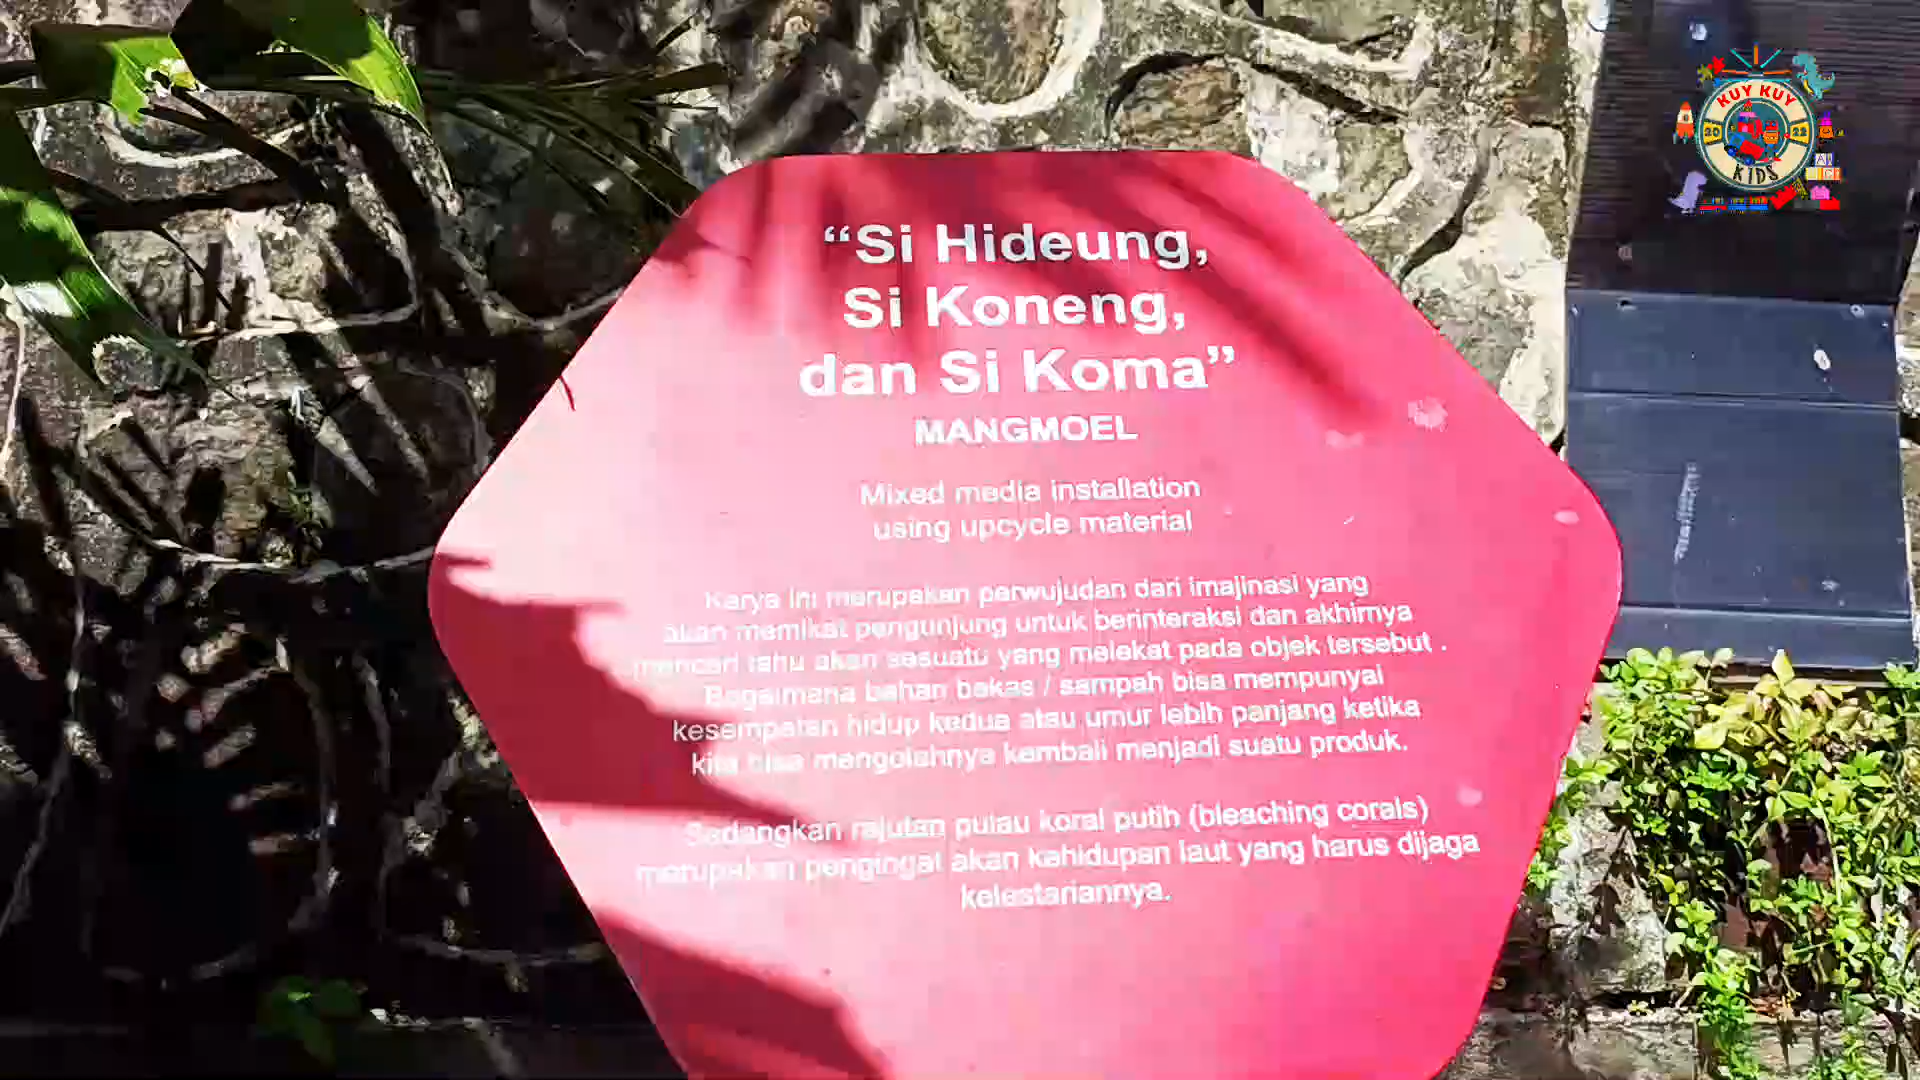 “Si Hideung,
Si Koneng,
dan Si Koma”
MANGMOEL
Mixed media installation
using upcycle material
Karya ini merupakan perwujudan dari imajinasi yang
akan memikat pengunjung untuk berinteraksi dan akhirnya
mencari tahu akan sesuatu yang melekat pada objek tersebut .
Bagaimana bahan bekas / sampah bisa mempunyai
kesempatan hidup kedua atau umur lebih panjang ketika
kita bisa mengolahnya kembali menjadi suatu produk.
Sedangkan rajutan pulau koral putih (bleaching corals)
merupakan pengingat akan kehidupan laut yang harus dijaga
kelestariannya.
KUY KUY
20 22
KIDS